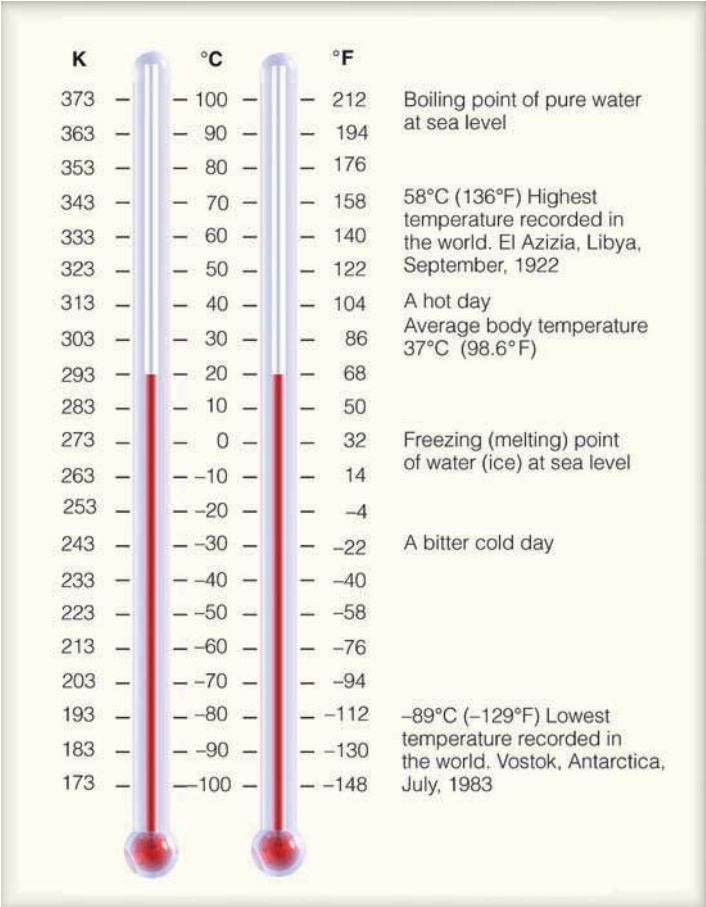 K °C °F
373 100 212 Boiling point of pure water
at sea level
363 90 194
353 80 176
343 70 158 58°C (136°F) Highest
temperature recorded in
333 60 140 the world. El Azizia, Libya,
323 50 122 September, 1922
313 40 104 A hot day
Average body temperature
303 30 86 37°C (98.6°F)
293 20 68
283 10 50
273 0 32 Freezing (melting) point
of water (ice) at sea level
263 –10 14
253 –20 –4
243 –30 –22 A bitter cold day
233 –40 –40
223 –50 –58
213 –60 –76
203 –70 –94
193 –80 –112 –89°C (–129°F) Lowest
temperature recorded in
183 –90 –130 the world. Vostok, Antarctica,
173 –100 –148 July, 1983